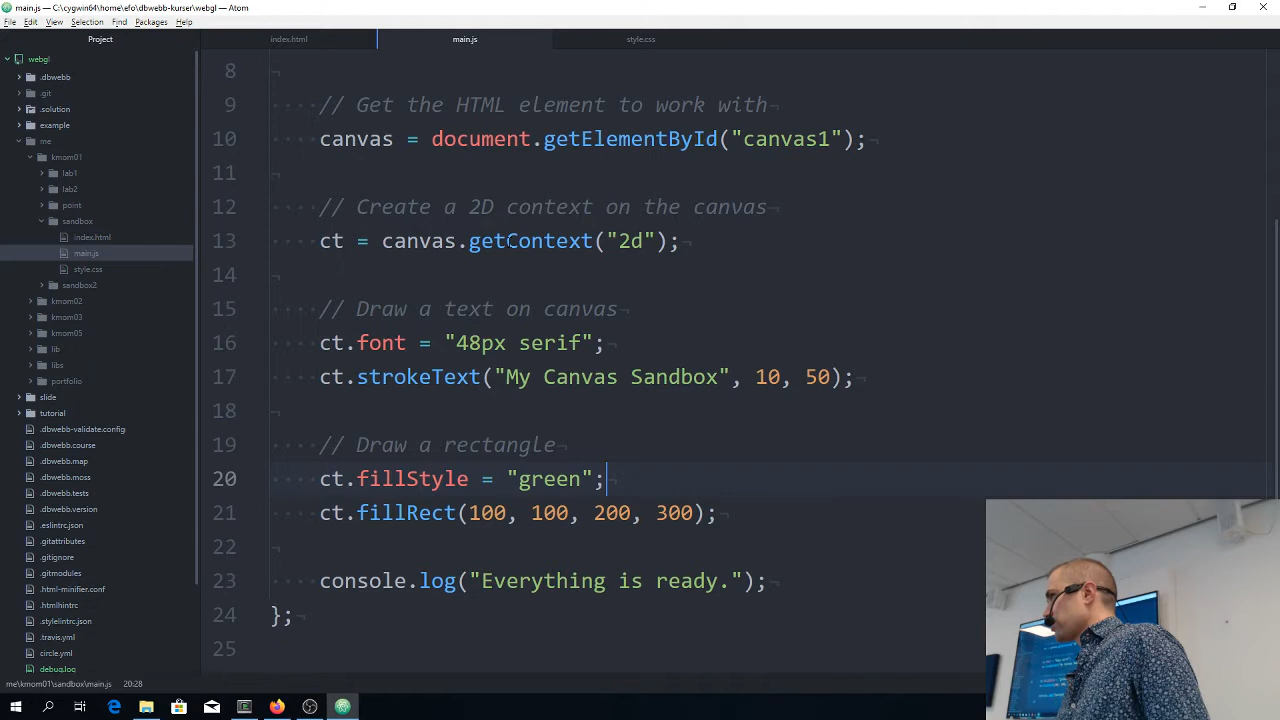 main.js — C:\cygwin64\home\efo\dbwebb-kurser\webgl — Atom
File Edit View Selection Find Packages Help
Project
index.html
main.js
style.css
webgl
.dbwebb
.git
.solution
example
me
kmom01
lab1
lab2
point
sandbox
index.html
main.js
style.css
sandbox2
kmom02
kmom03
kmom05
lib
libs
portfolio
slide
tutorial
.dbwebb-validate.config
.dbwebb.course
.dbwebb.map
.dbwebb.moss
.dbwebb.tests
.dbwebb.version
.eslintrc.json
.gitattributes
.gitignore
.gitmodules
.html-minifier.conf
.htmlhintrc
.stylelintrc.json
.travis.yml
circle.yml
debug.log
8
9 // Get the HTML element to work with
10 canvas = document.getElementById("canvas1");
11
12 // Create a 2D context on the canvas
13 ct = canvas.getContext("2d");
14
15 // Draw a text on canvas
16 ct.font = "48px serif";
17 ct.strokeText("My Canvas Sandbox", 10, 50);
18
19 // Draw a rectangle
20 ct.fillStyle = "green";
21 ct.fillRect(100, 100, 200, 300);
22
23 console.log("Everything is ready.");
24 };
25
me\kmom01\sandbox\main.js 20:28